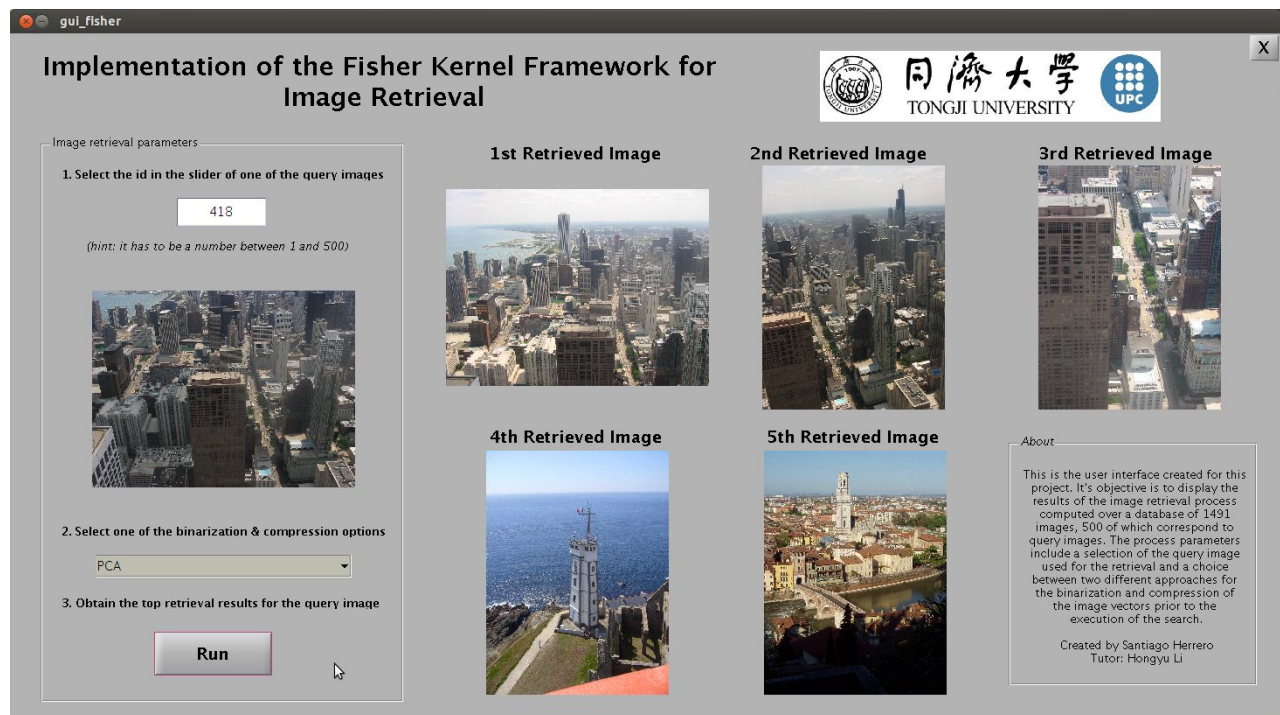 gui_fisher
X
Implementation of the Fisher Kernel Framework for
Image Retrieval
1907
同濟大學
TONGJI UNIVERSITY
UPC
Image retrieval parameters
1. Select the id in the slider of one of the query images
418
(hint: it has to be a number between 1 and 500)
2. Select one of the binarization & compression options
PCA
3. Obtain the top retrieval results for the query image
Run
1st Retrieved Image
2nd Retrieved Image
3rd Retrieved Image
4th Retrieved Image
5th Retrieved Image
About
This is the user interface created for this
project. It's objective is to display the
results of the image retrieval process
computed over a database of 1491
images, 500 of which correspond to
query images. The process parameters
include a selection of the query image
used for the retrieval and a choice
between two different approaches for
the binarization and compression of
the image vectors prior to the
execution of the search.
Created by Santiago Herrero
Tutor: Hongyu Li